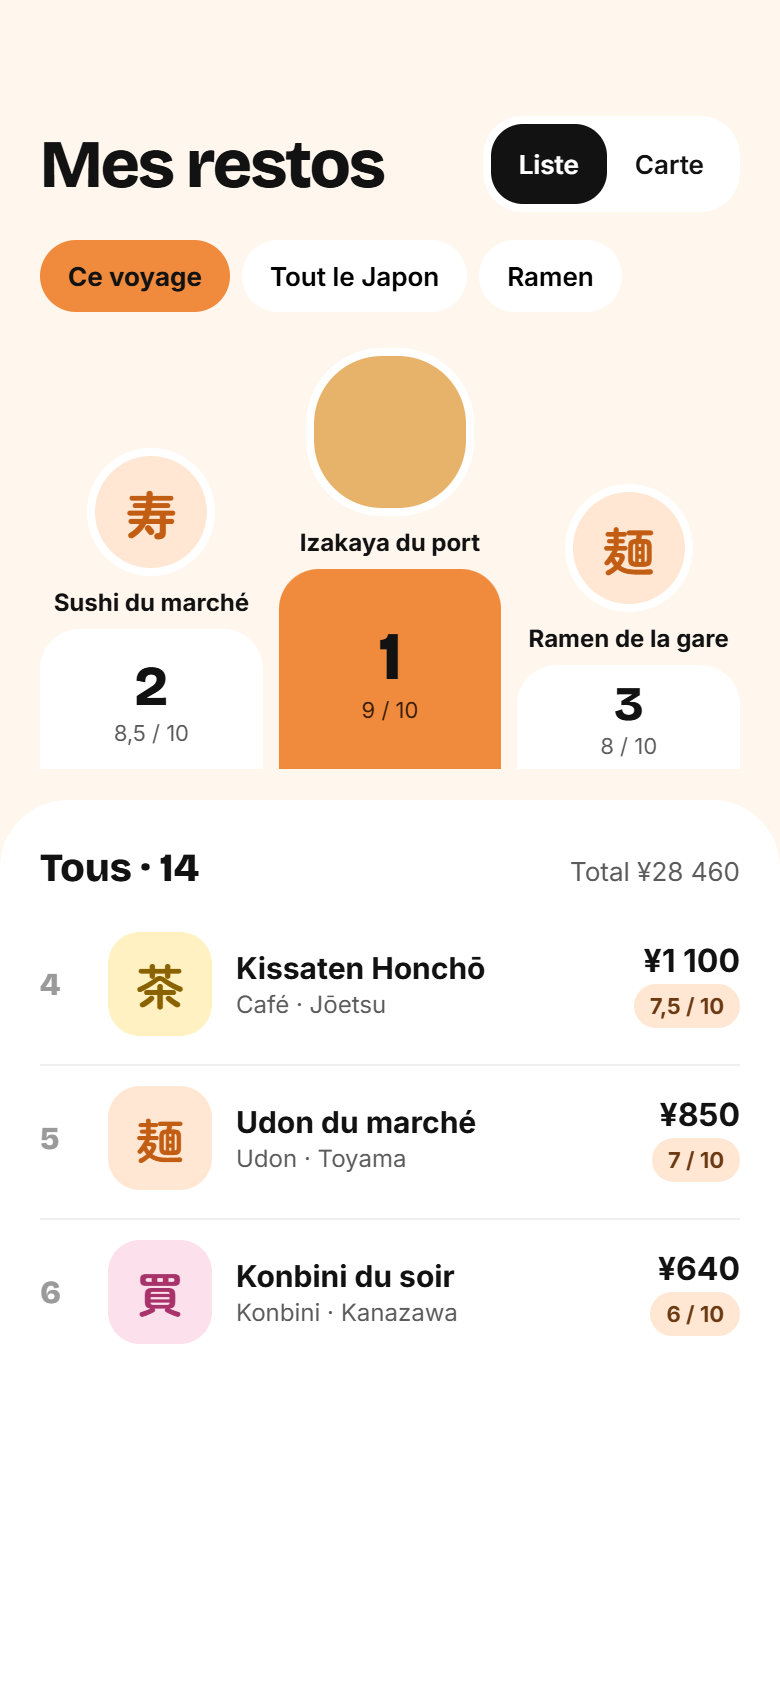 Mes restos
Liste
Carte
Ce voyage
Tout le Japon
Ramen
寿
Sushi du marché
2
8,5 / 10
Izakaya du port
1
9 / 10
麺
Ramen de la gare
3
8 / 10
Tous · 14
Total ¥28 460
4
茶
Kissaten Honchō
Café · Jōetsu
¥1 100
7,5 / 10
5
麺
Udon du marché
Udon · Toyama
¥850
7 / 10
6
買
Konbini du soir
Konbini · Kanazawa
¥640
6 / 10